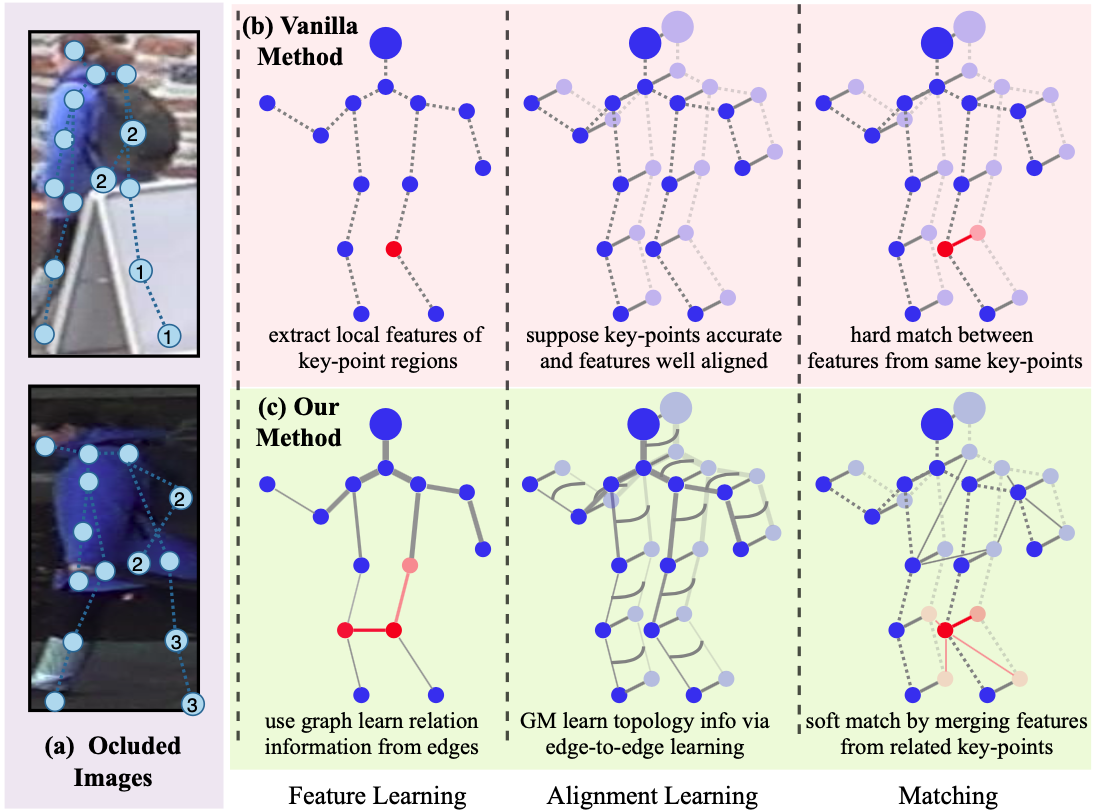 2
2
1
1
2
2
3
3
(a) Ocluded
Images
(b) Vanilla
Method
extract local features of
key-point regions
suppose key-points accurate
and features well aligned
hard match between
features from same key-points
(c) Our
Method
use graph learn relation
information from edges
GM learn topology info via
edge-to-edge learning
soft match by merging features
from related key-points
Feature Learning
Alignment Learning
Matching